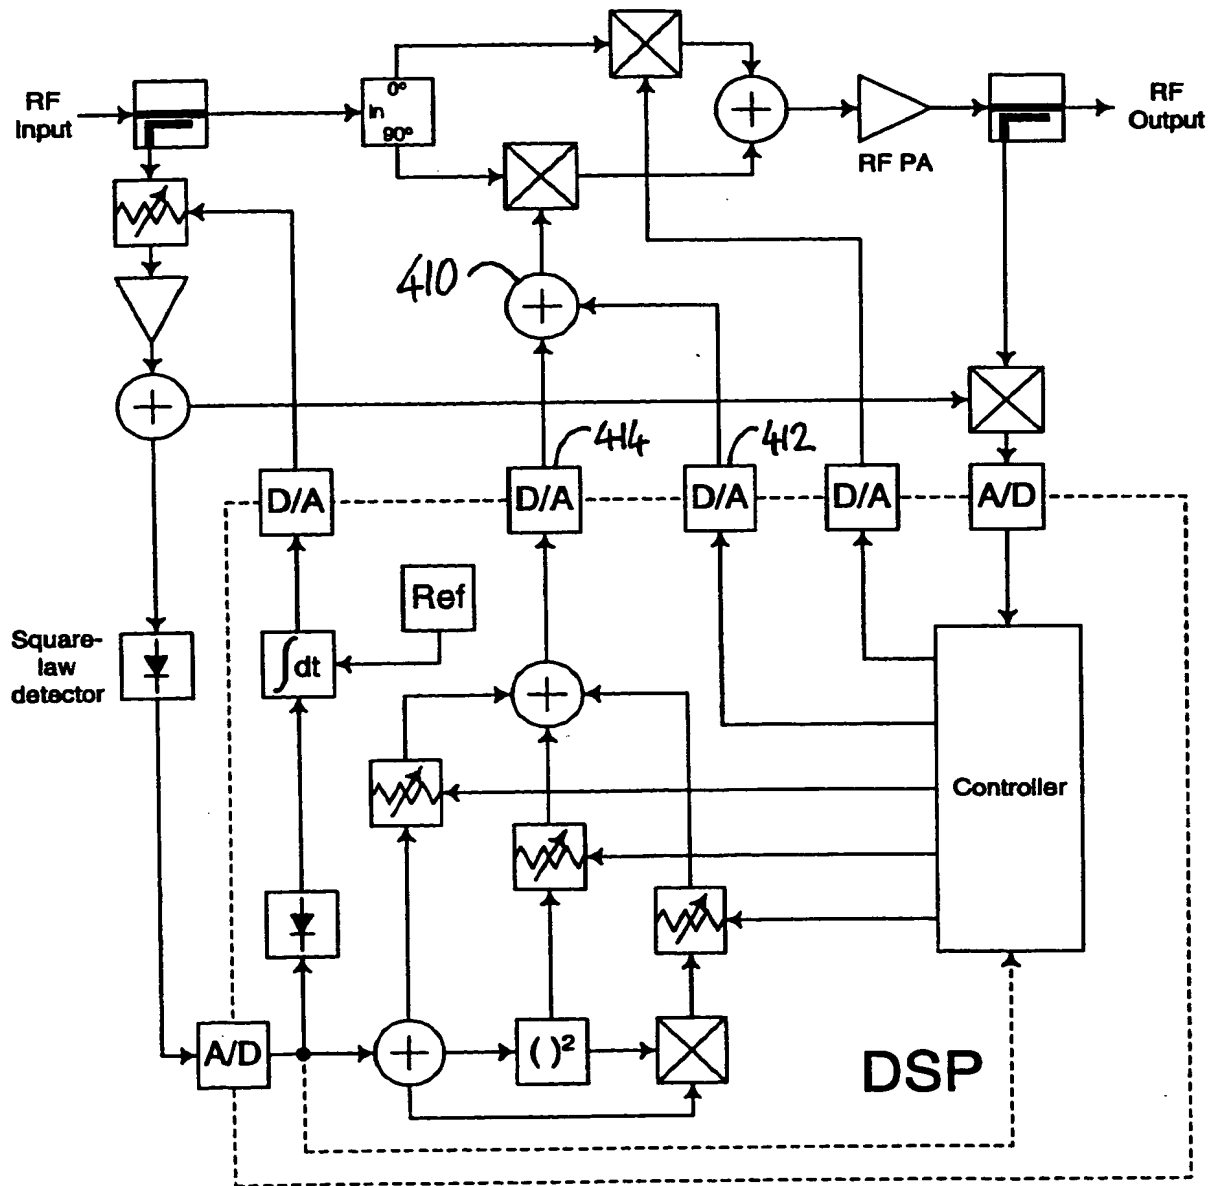 RF
Input
0°
In
90°
RF PA
RF
Output
410
414
412
D/A
D/A
D/A
D/A
A/D
Ref
Square-
law
detector
∫dt
Controller
A/D
( )²
DSP